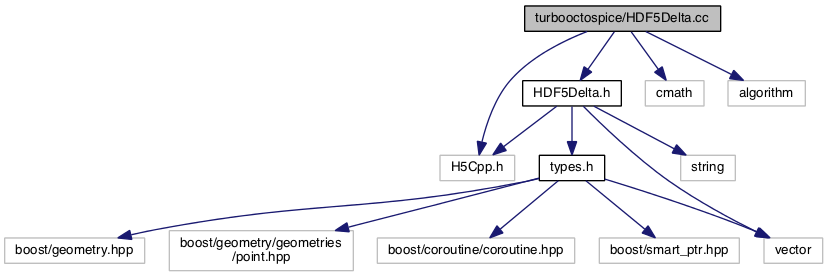 turbooctospice/HDF5Delta.cc
HDF5Delta.h
cmath
algorithm
H5Cpp.h
types.h
string
boost/geometry.hpp
boost/geometry/geometries
/point.hpp
boost/coroutine/coroutine.hpp
boost/smart_ptr.hpp
vector